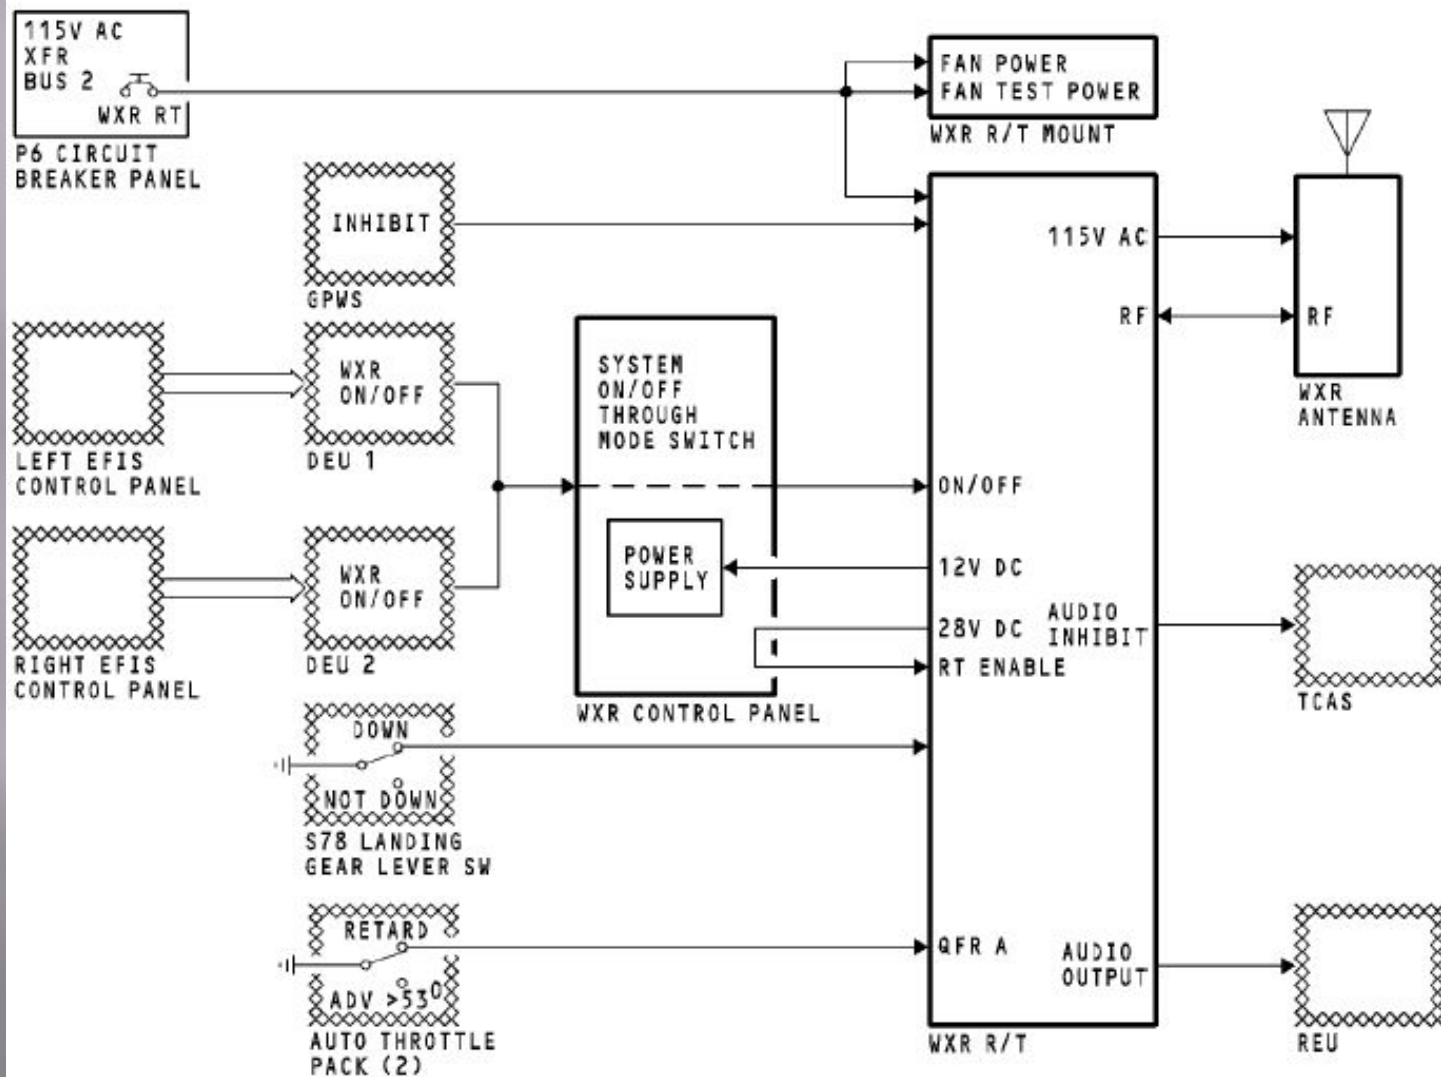 115V AC
XFR
BUS 2
WXR RT
P6 CIRCUIT
BREAKER PANEL
FAN POWER
FAN TEST POWER
WXR R/T MOUNT
INHIBIT
GPWS
115V AC
RF
RF
WXR
ANTENNA
LEFT EFIS
CONTROL PANEL
WXR
ON/OFF
DEU 1
SYSTEM
ON/OFF
THROUGH
MODE SWITCH
ON/OFF
RIGHT EFIS
CONTROL PANEL
WXR
ON/OFF
DEU 2
POWER
SUPPLY
WXR CONTROL PANEL
12V DC
28V DC
RT ENABLE
AUDIO
INHIBIT
TCAS
DOWN
NOT DOWN
S78 LANDING
GEAR LEVER SW
RETARD
ADV >53⁰
AUTO THROTTLE
PACK (2)
QFR A
AUDIO
OUTPUT
WXR R/T
REU